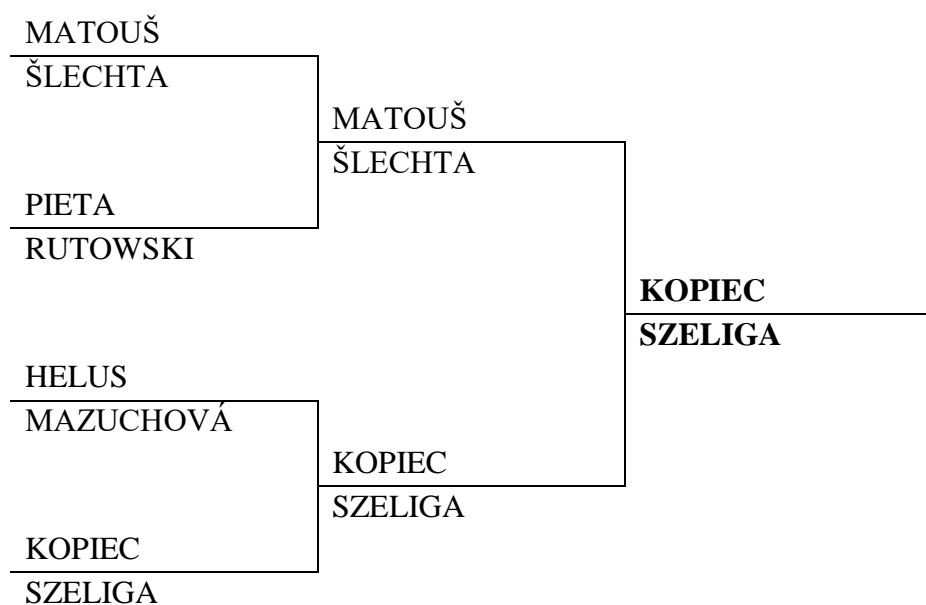 MATOUŠ
ŠLECHTA
MATOUŠ
ŠLECHTA
PIETA
RUTOWSKI
KOPIEC
SZELIGA
HELUS
MAZUCHOVÁ
KOPIEC
SZELIGA
KOPIEC
SZELIGA